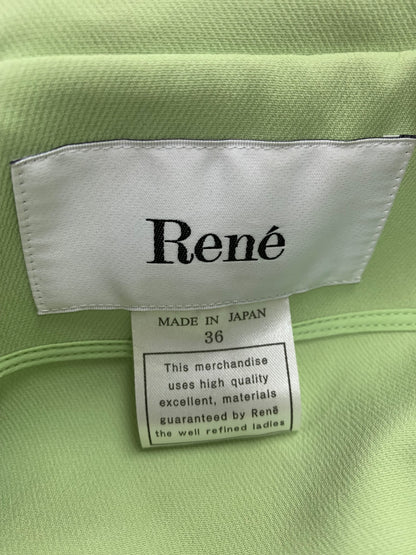 René
MADE IN JAPAN
36
This merchandise
uses high quality
excellent, materials
guaranteed by René
the well refined ladies